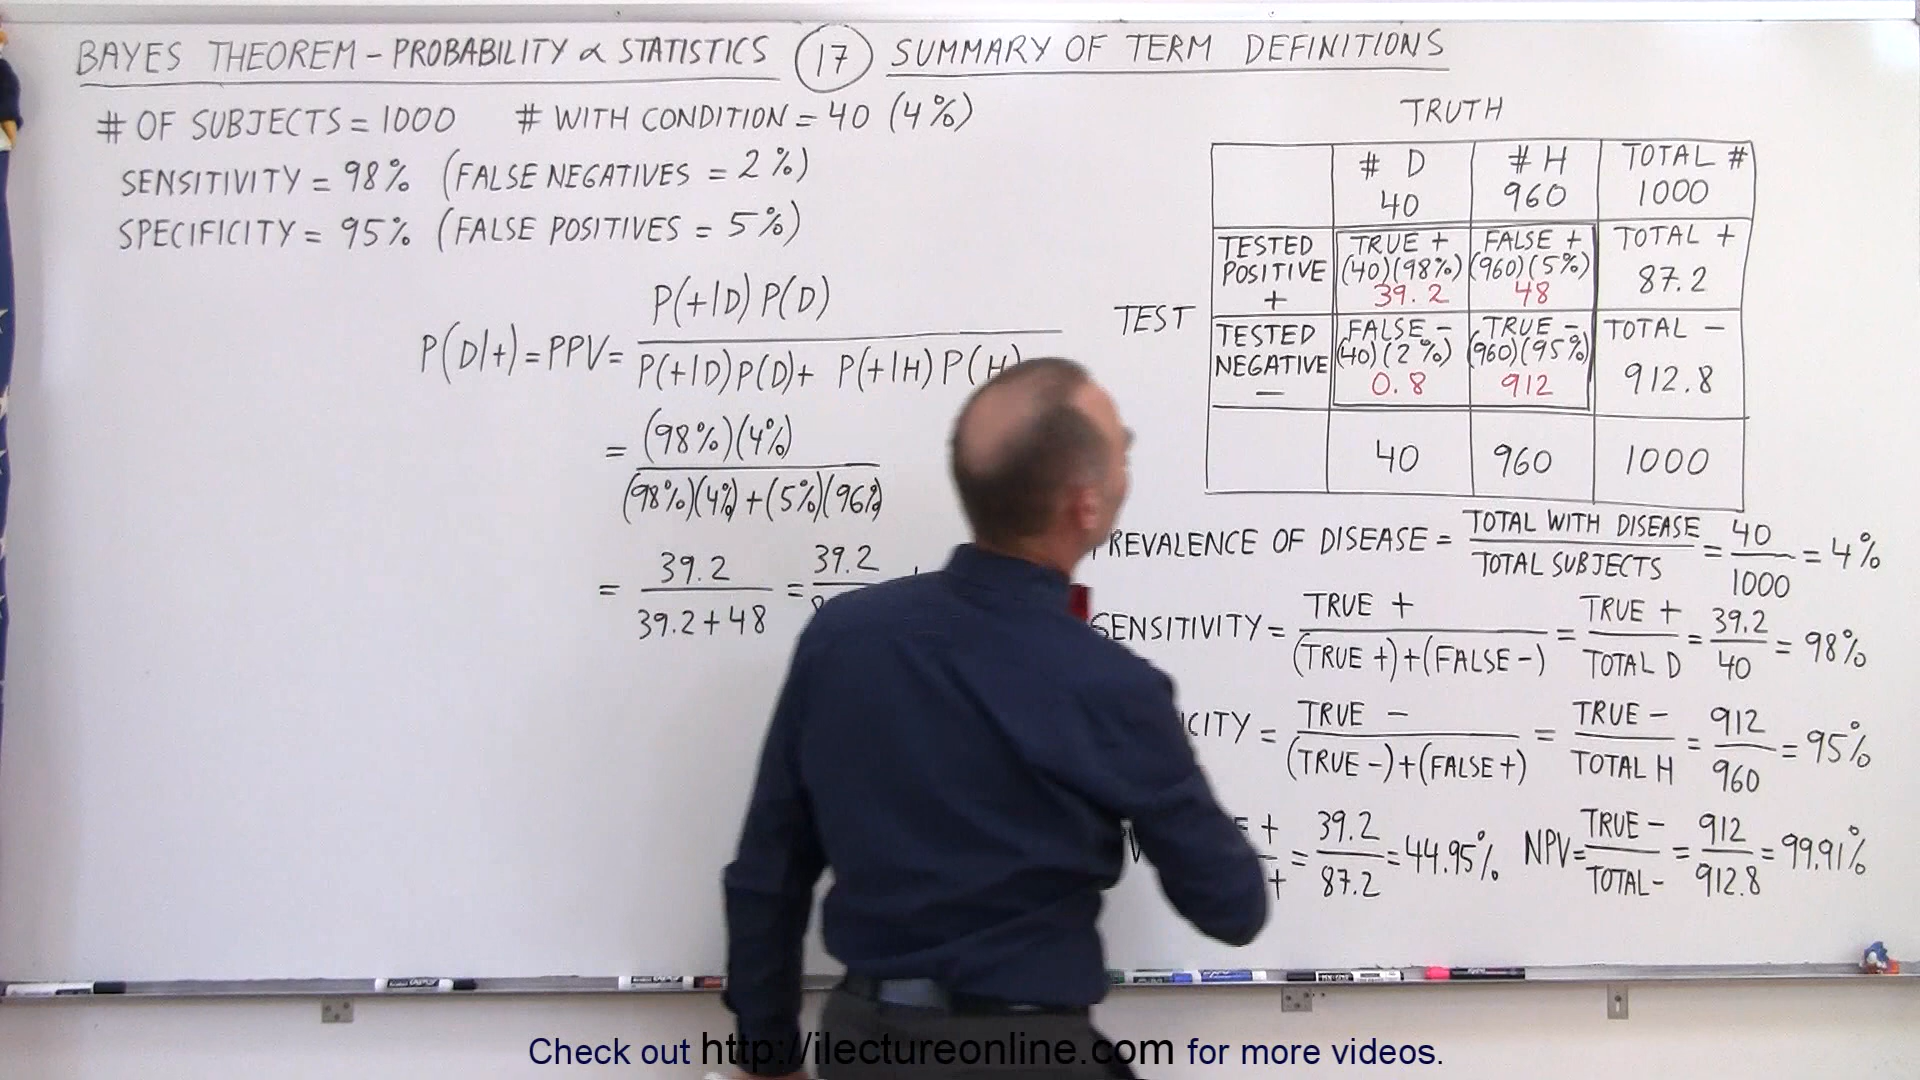 BAYES THEOREM - PROBABILITY & STATISTICS 17 SUMMARY OF TERM DEFINITIONS
# OF SUBJECTS = 1000 # WITH CONDITION = 40 (4%)
SENSITIVITY = 98% (FALSE NEGATIVES = 2%)
SPECIFICITY = 95% (FALSE POSITIVES = 5%)
P(+|D) P(D)
P(D|+) = PPV =
P(+|D) P(D) + P(+|H) P(H)
= (98%)(4%)
(98%)(4%) + (5%)(96%)
= 39.2 = 39.2
39.2 + 48
TRUTH
# D # H TOTAL #
40 960 1000
TEST
TESTED POSITIVE +
TRUE + FALSE + TOTAL +
(40)(98%) (960)(5%) 87.2
39.2 48
TESTED NEGATIVE –
FALSE – TRUE – TOTAL –
(40)(2%) (960)(95%) 912.8
0.8 912
40 960 1000
PREVALENCE OF DISEASE = TOTAL WITH DISEASE = 40 = 4%
TOTAL SUBJECTS 1000
SENSITIVITY = TRUE + = TRUE + = 39.2 = 98%
(TRUE +) + (FALSE –) TOTAL D 40
ICITY = TRUE – = TRUE – = 912 = 95%
(TRUE –) + (FALSE +) TOTAL H 960
E + = 39.2 = 44.95% NPV = TRUE – = 912 = 99.91%
+ 87.2 TOTAL – 912.8
Check out http://ilectureonline.com for more videos.